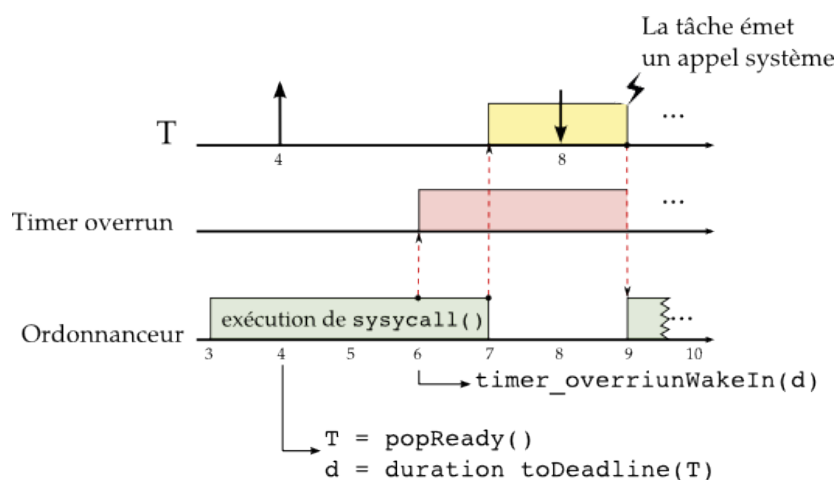 La tâche émet
un appel système
T
...
4
8
Timer overrun
...
Ordonnanceur
exécution de sysycall()
...
3
4
5
6
7
8
9
10
timer_overriunWakeIn(d)
T = popReady()
d = duration toDeadline(T)